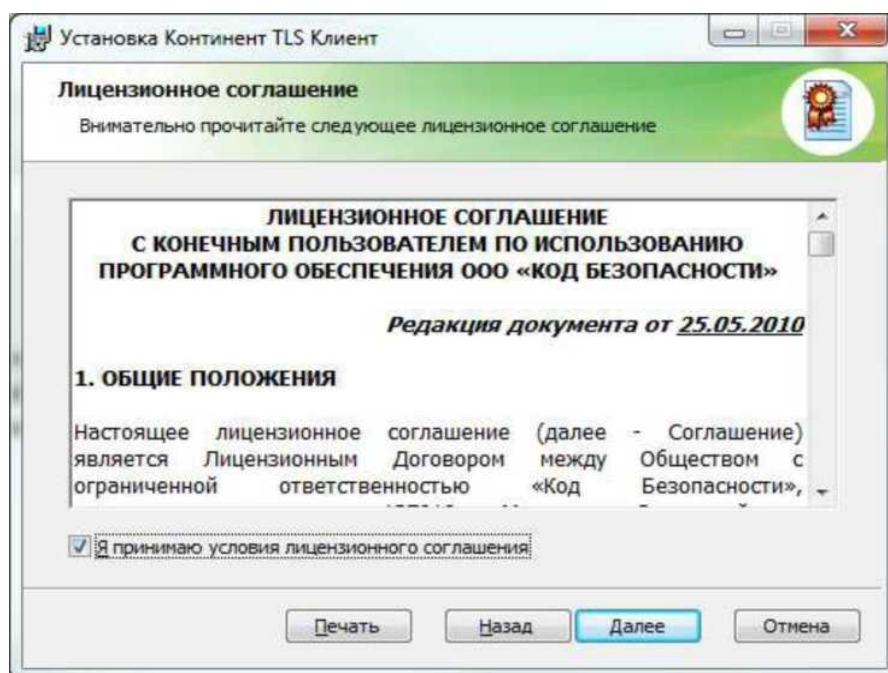 Установка Континент TLS Клиент
Лицензионное соглашение
Внимательно прочитайте следующее лицензионное соглашение
ЛИЦЕНЗИОННОЕ СОГЛАШЕНИЕ
С КОНЕЧНЫМ ПОЛЬЗОВАТЕЛЕМ ПО ИСПОЛЬЗОВАНИЮ
ПРОГРАММНОГО ОБЕСПЕЧЕНИЯ ООО «КОД БЕЗОПАСНОСТИ»
Редакция документа от 25.05.2010
1. ОБЩИЕ ПОЛОЖЕНИЯ
Настоящее лицензионное соглашение (далее - Соглашение)
является Лицензионным Договором между Обществом с
ограниченной ответственностью «Код Безопасности»,
Я принимаю условия лицензионного соглашения
Печать Назад Далее Отмена